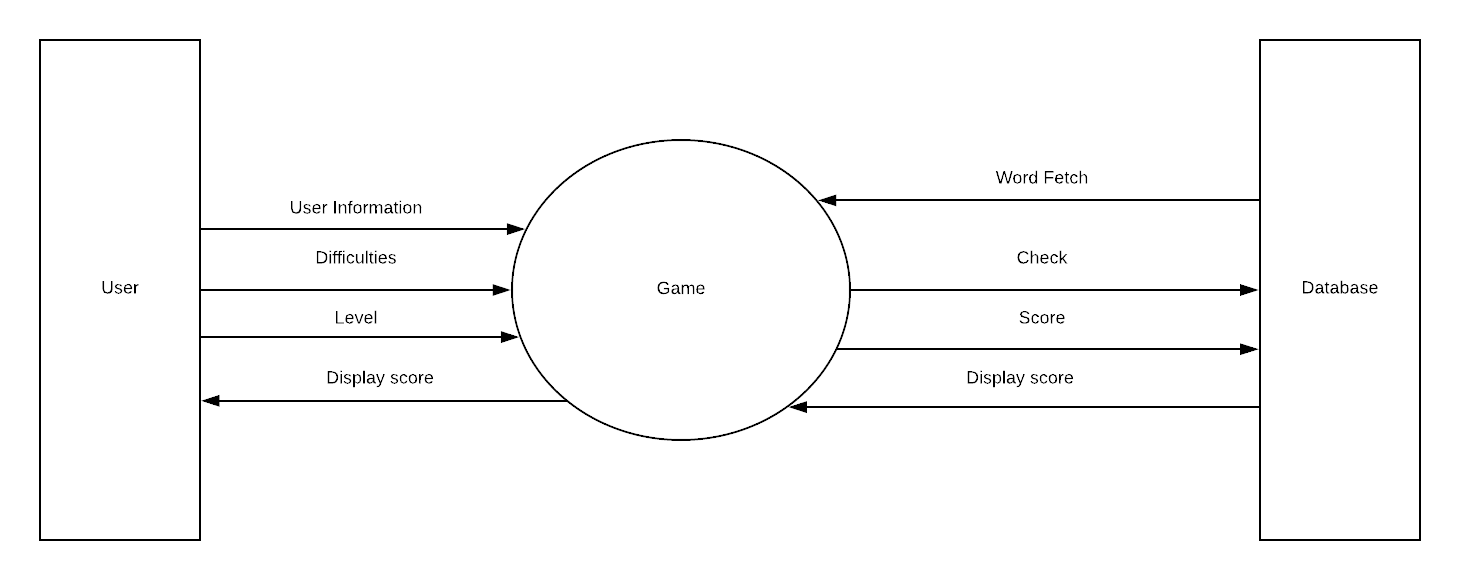 Word Fetch
User Information
Difficulties
Check
User
Game
Database
Level
Score
Display score
Display score